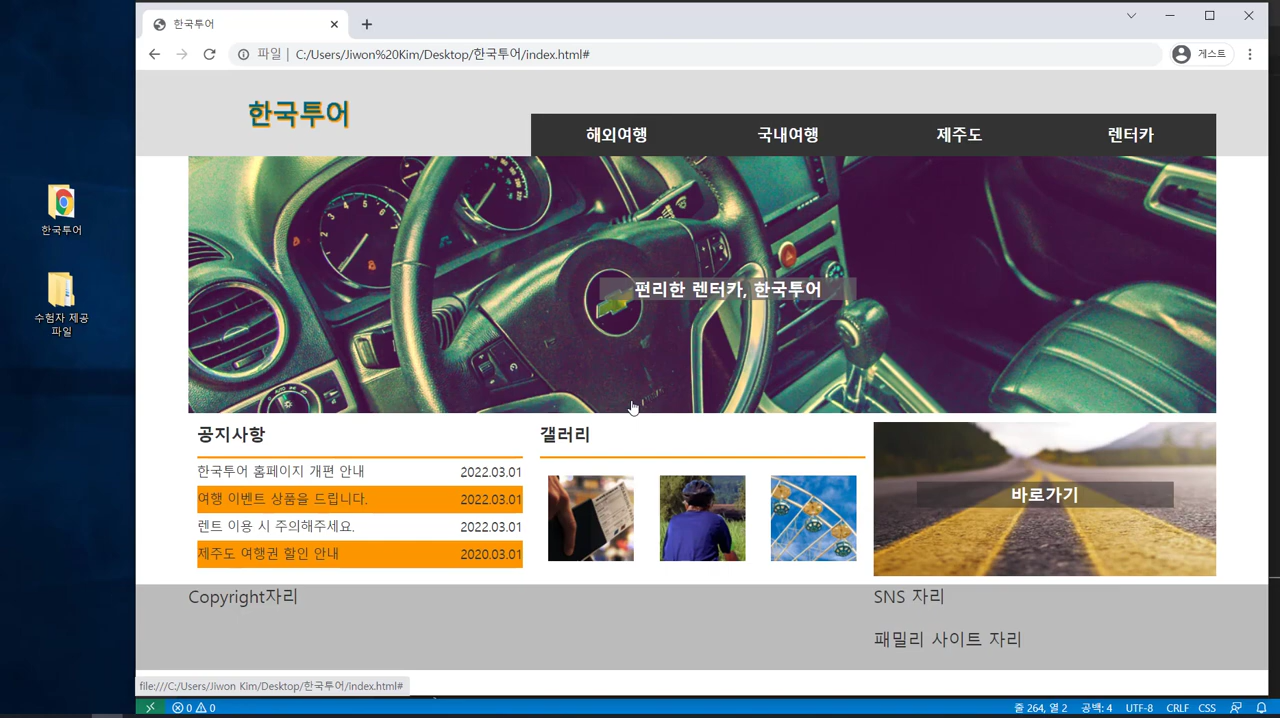 한국투어
파일 | C:/Users/Jiwon%20Kim/Desktop/한국투어/index.html#
게스트
한국투어
해외여행 국내여행 제주도 렌터카
한국투어
수험자 제공
파일
편리한 렌터카, 한국투어
공지사항
한국투어 홈페이지 개편 안내 2022.03.01
여행 이벤트 상품을 드립니다. 2022.03.01
렌트 이용 시 주의해주세요. 2022.03.01
제주도 여행권 할인 안내 2020.03.01
갤러리
바로가기
Copyright자리
SNS 자리
패밀리 사이트 자리
file:///C:/Users/Jiwon Kim/Desktop/한국투어/index.html#
0 0 줄 264, 열 2 공백: 4 UTF-8 CRLF CSS